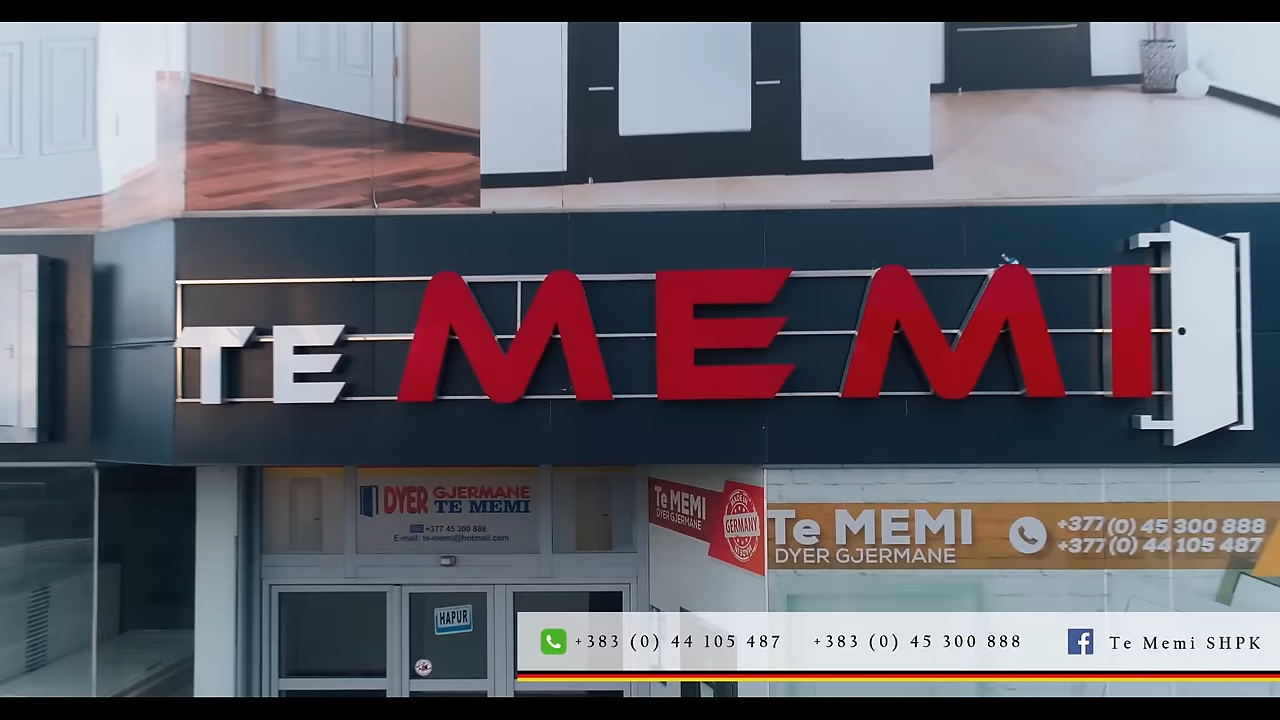 TE MEMI
DYER GJERMANE
TE MEMI
+377 45 300 888
E-mail: te-memi@hotmail.com
HAPUR
Te MEMI
DYER GJERMANE
MADE IN
GERMANY
Te MEMI
DYER GJERMANE
+377 (0) 45 300 888
+377 (0) 44 105 487
+383 (0) 44 105 487 +383 (0) 45 300 888 Te Memi SHPK